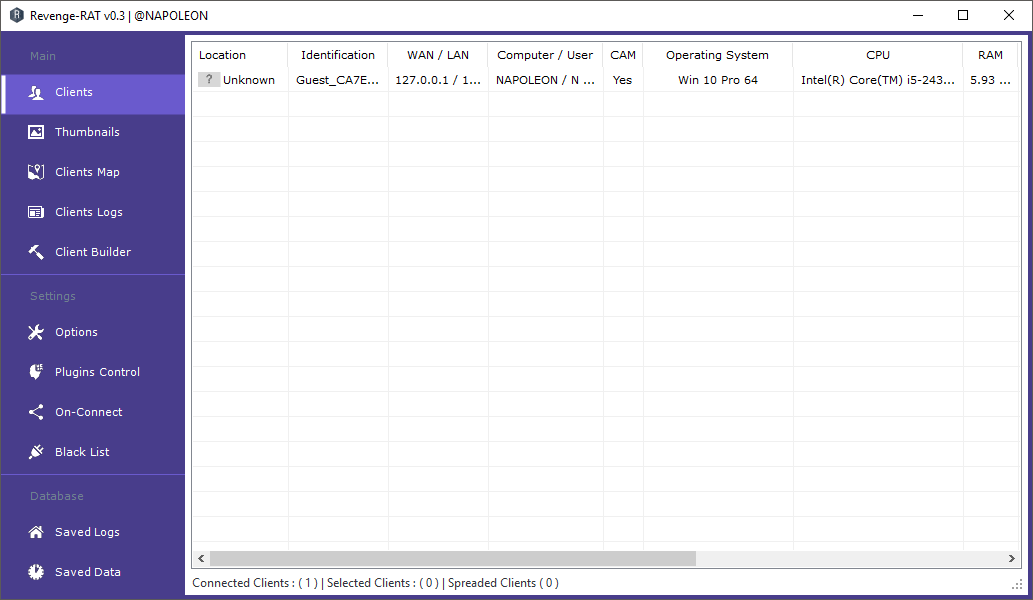 Revenge-RAT v0.3 | @NAPOLEON
Main
Clients
Thumbnails
Clients Map
Clients Logs
Client Builder
Settings
Options
Plugins Control
On-Connect
Black List
Database
Saved Logs
Saved Data
Location Identification WAN / LAN Computer / User CAM Operating System CPU RAM
? Unknown Guest_CA7E... 127.0.0.1 / 1... NAPOLEON / N ... Yes Win 10 Pro 64 Intel(R) Core(TM) i5-243... 5.93 ...
Connected Clients : ( 1 ) | Selected Clients : ( 0 ) | Spreaded Clients ( 0 )